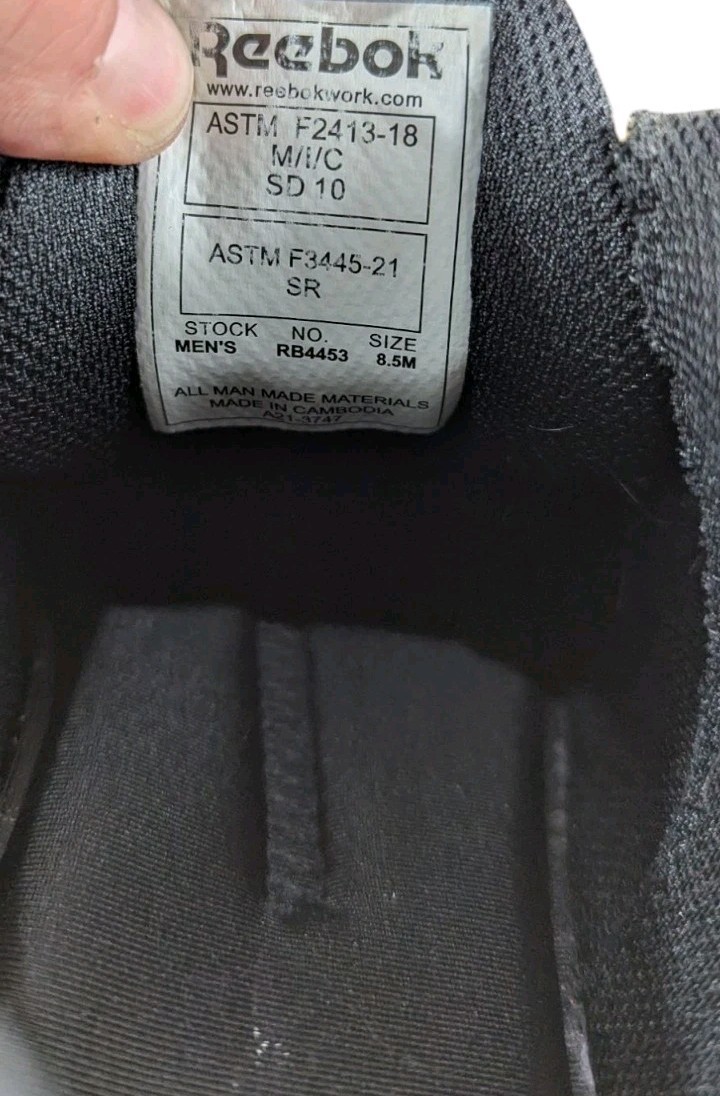 Reebok
www.reebokwork.com
ASTM F2413-18
M/I/C
SD 10
ASTM F3445-21
SR
STOCK NO. SIZE
MEN'S RB4453 8.5M
ALL MAN MADE MATERIALS
MADE IN CAMBODIA
A21-3747